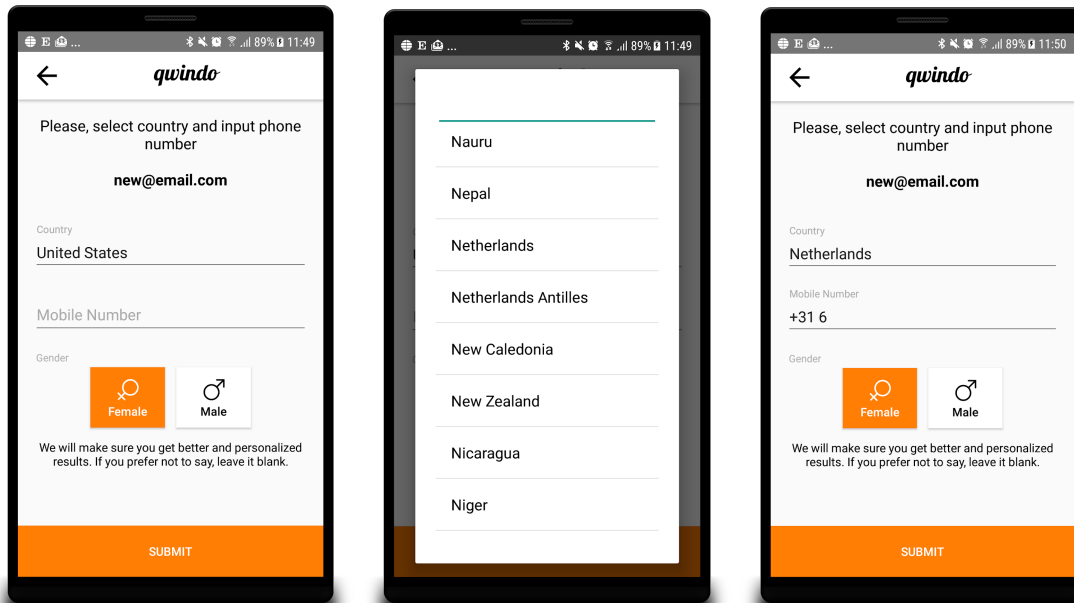 E ... 89% 11:49
qwindo
Please, select country and input phone
number
new@email.com
Country
United States
Mobile Number
Gender
Female
Male
We will make sure you get better and personalized
results. If you prefer not to say, leave it blank.
SUBMIT
E ... 89% 11:49
Nauru
Nepal
Netherlands
Netherlands Antilles
New Caledonia
New Zealand
Nicaragua
Niger
E ... 89% 11:50
qwindo
Please, select country and input phone
number
new@email.com
Country
Netherlands
Mobile Number
+31 6
Gender
Female
Male
We will make sure you get better and personalized
results. If you prefer not to say, leave it blank.
SUBMIT